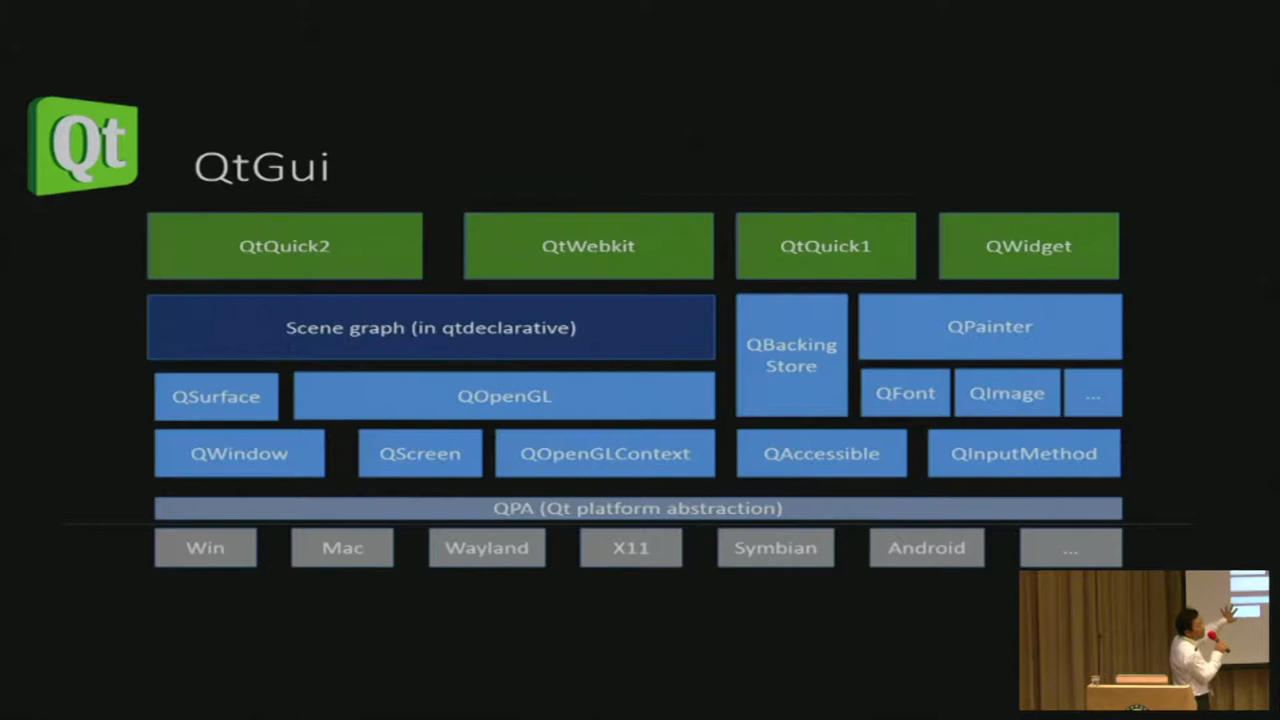 Qt
QtGui
QtQuick2
QtWebkit
QtQuick1
QWidget
Scene graph (in qtdeclarative)
QBacking
Store
QPainter
QSurface
QOpenGL
QFont
QImage
...
QWindow
QScreen
QOpenGLContext
QAccessible
QInputMethod
QPA (Qt platform abstraction)
Win
Mac
Wayland
X11
Symbian
Android
...